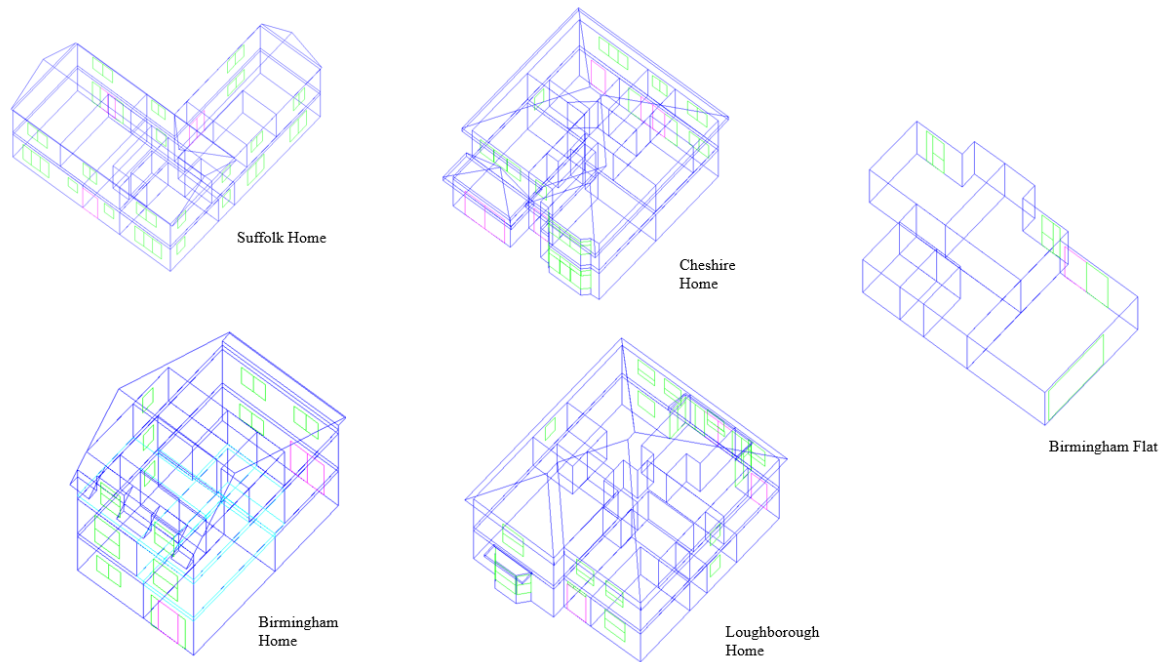 Suffolk Home
Cheshire
Home
Birmingham Flat
Birmingham
Home
Loughborough
Home